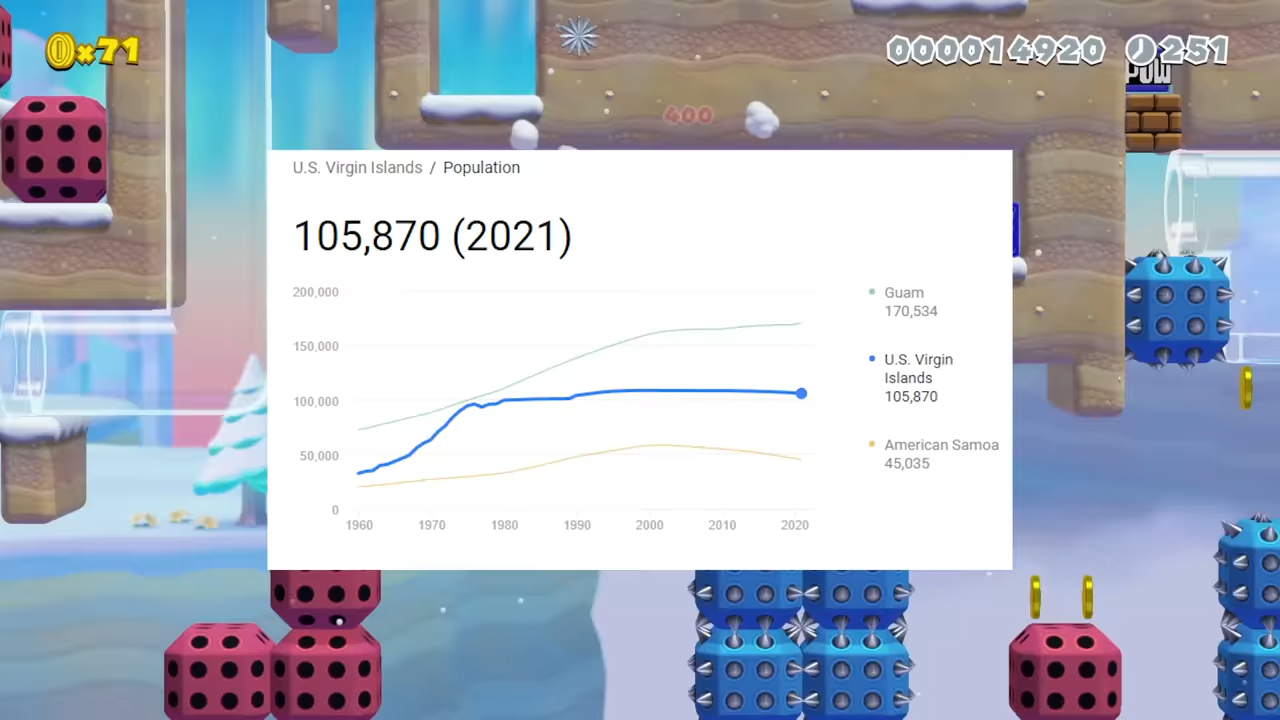 ×71
000014920 251
POW
400
U.S. Virgin Islands / Population
105,870 (2021)
200,000
150,000
100,000
50,000
0
1960 1970 1980 1990 2000 2010 2020
Guam
170,534
U.S. Virgin
Islands
105,870
American Samoa
45,035